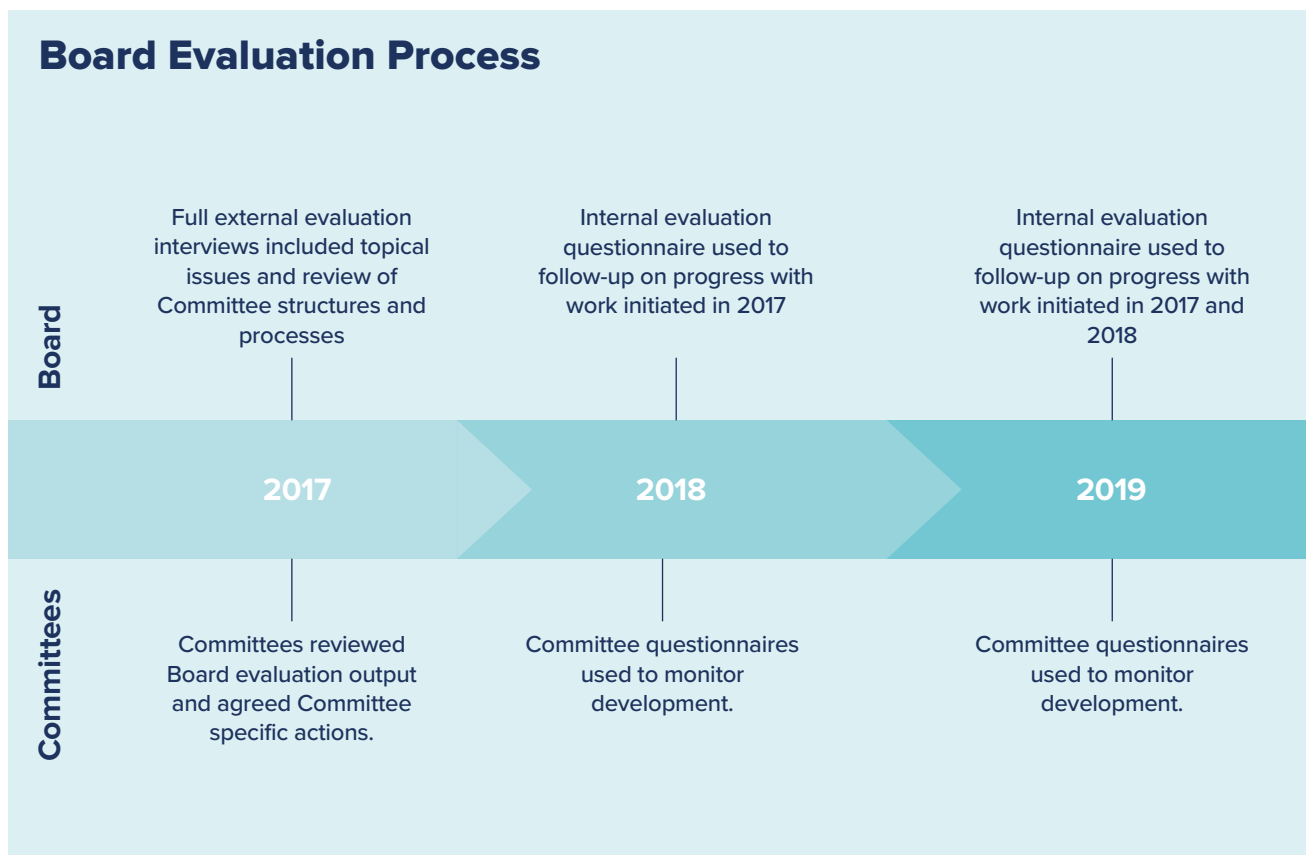 Board Evaluation Process
Board
Full external evaluation
interviews included topical
issues and review of
Committee structures and
processes
Internal evaluation
questionnaire used to
follow-up on progress with
work initiated in 2017
Internal evaluation
questionnaire used to
follow-up on progress with
work initiated in 2017 and
2018
2017
2018
2019
Committees
Committees reviewed
Board evaluation output
and agreed Committee
specific actions.
Committee questionnaires
used to monitor
development.
Committee questionnaires
used to monitor
development.